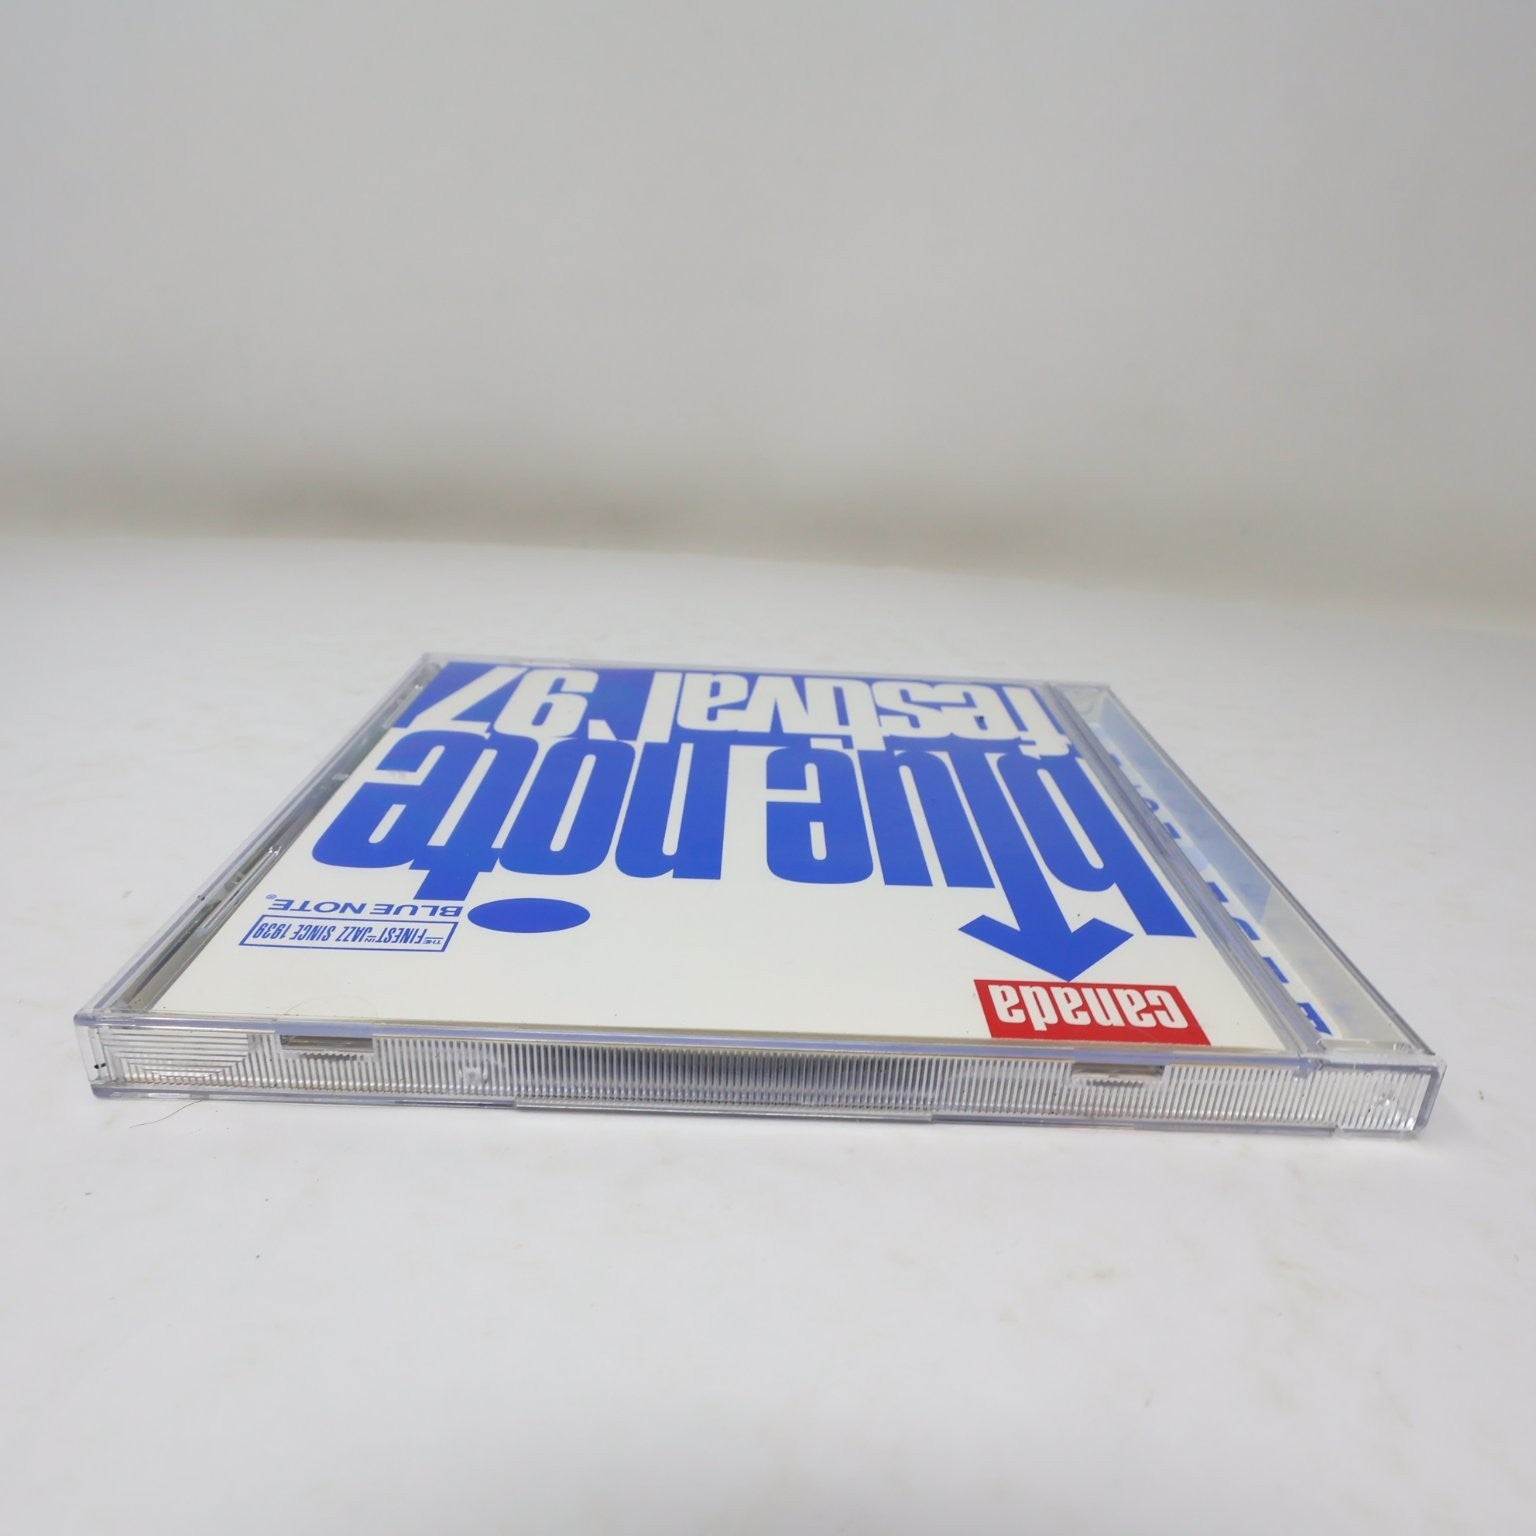 canada
BLUE NOTE®
THE FINEST IN JAZZ SINCE 1939
blue note
festival '97